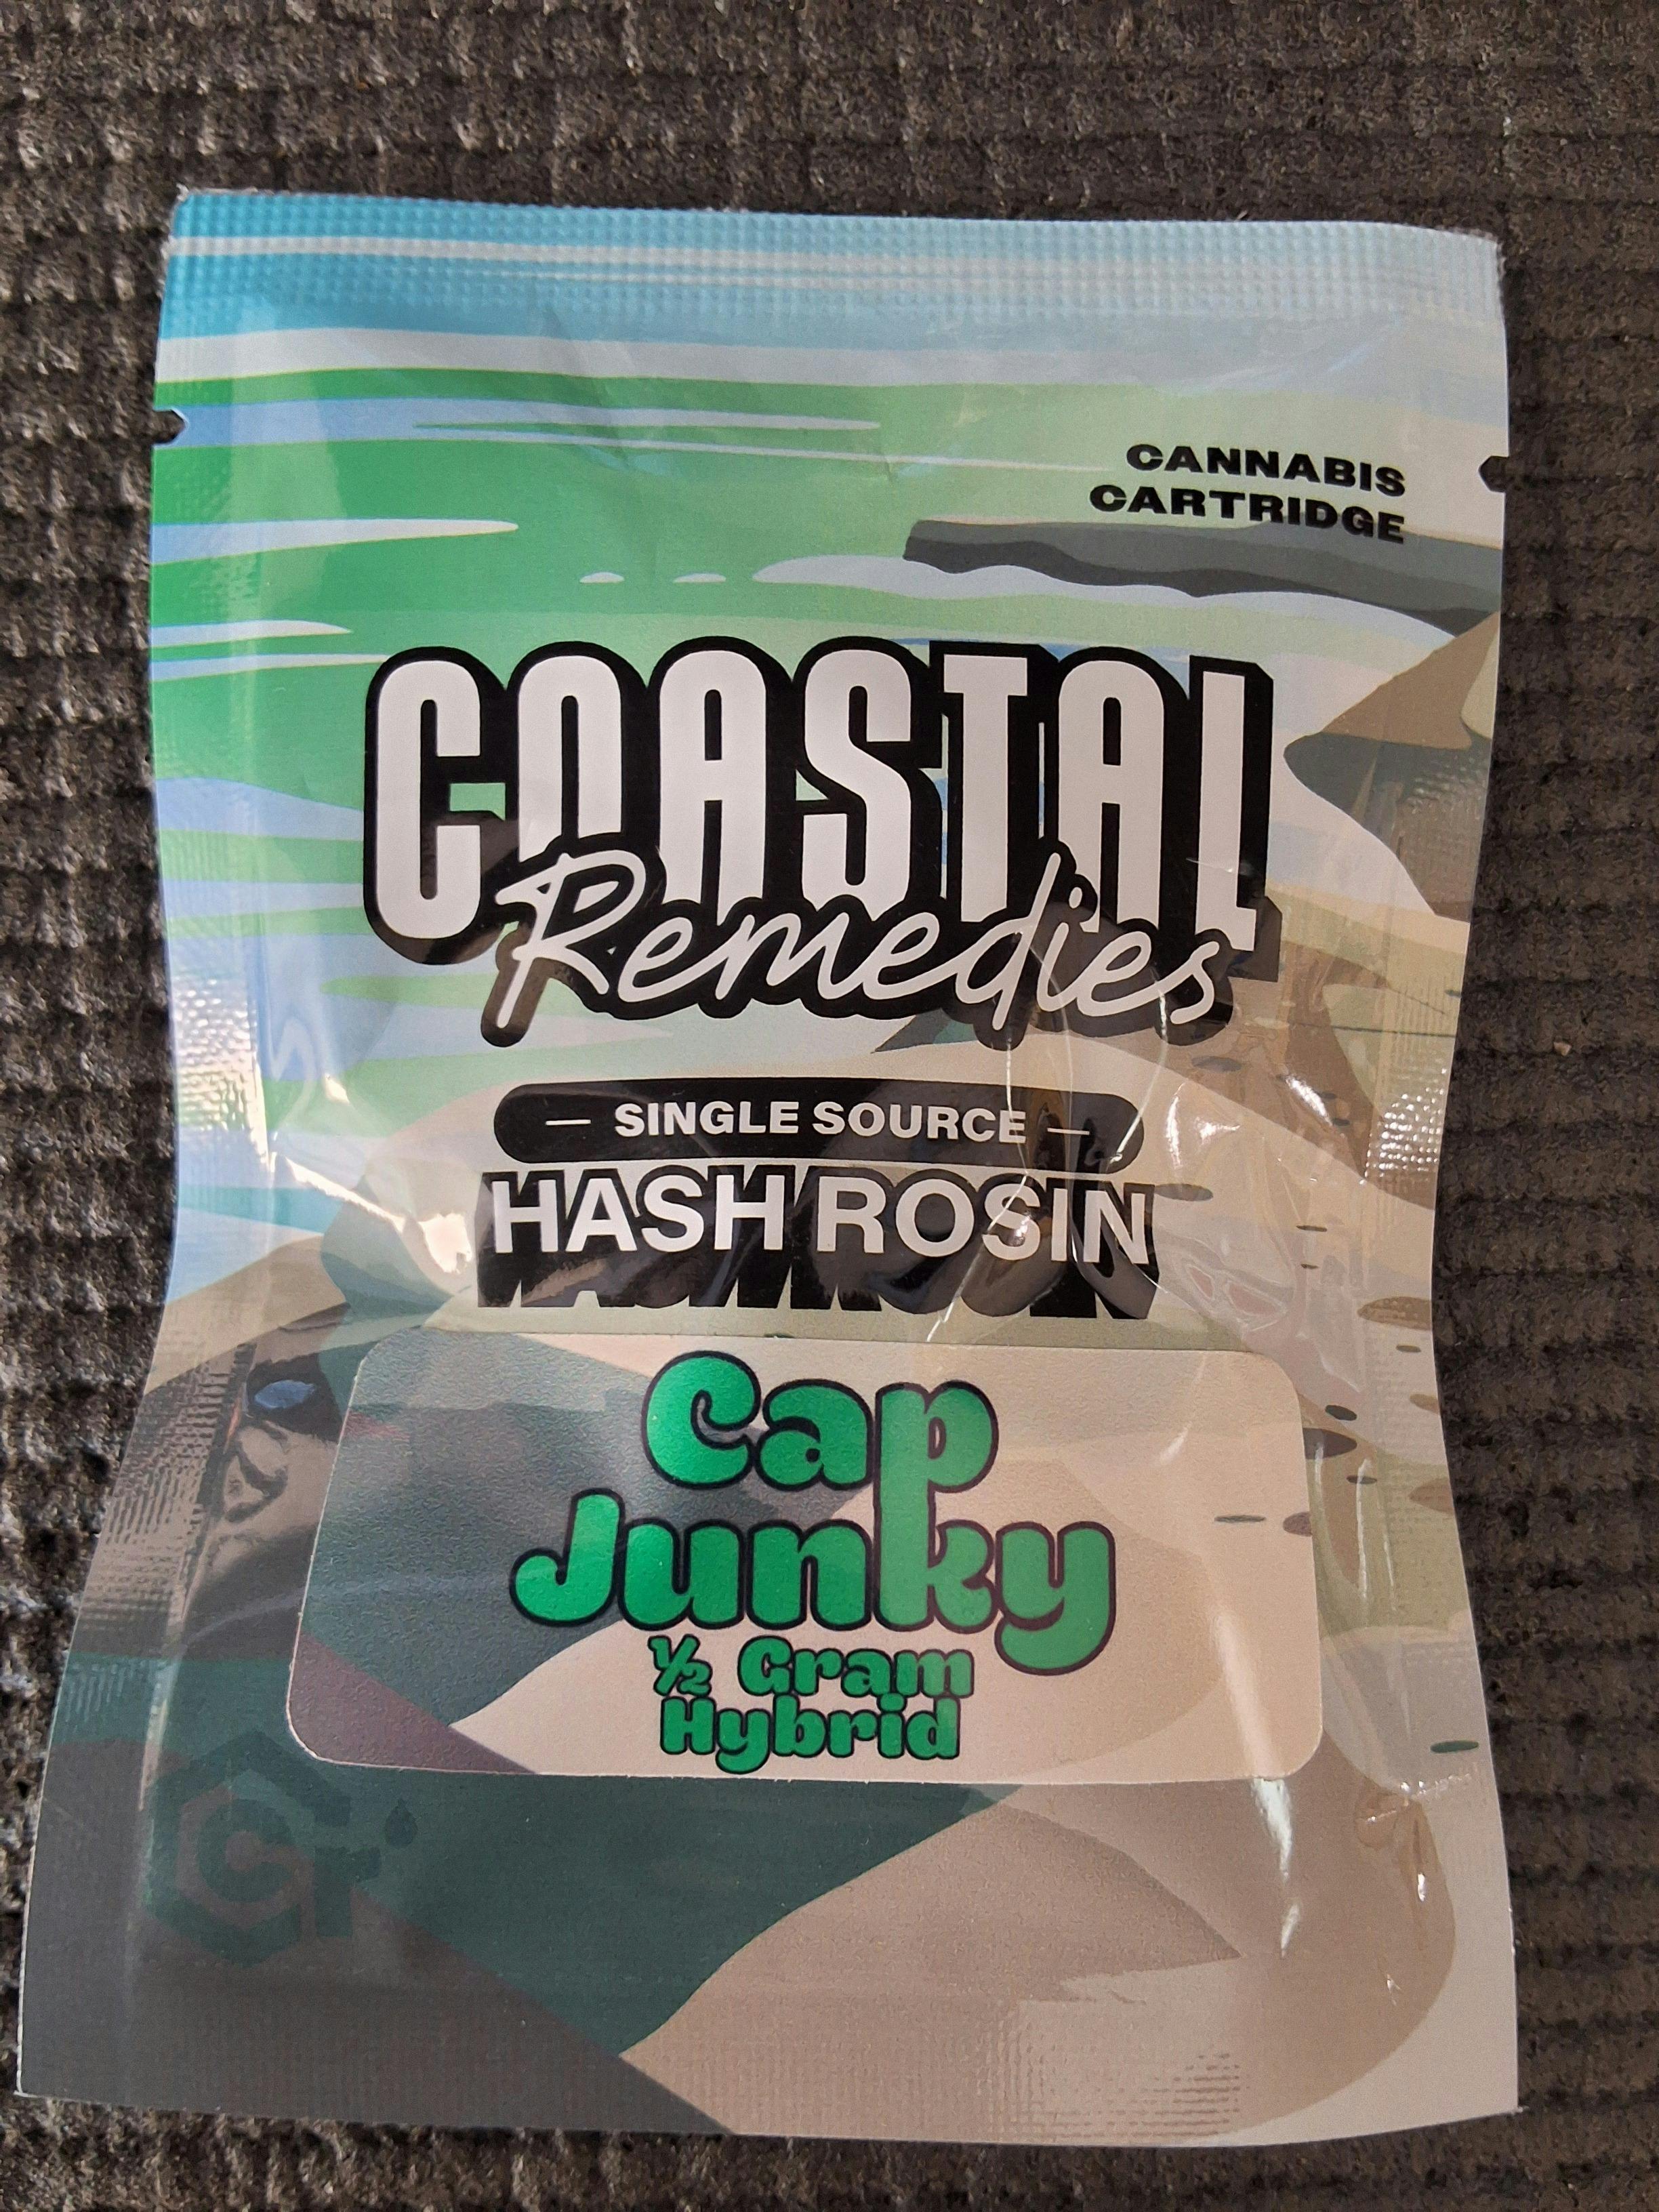 CANNABIS
CARTRIDGE
COASTAL
Remedies
— SINGLE SOURCE —
HASH ROSIN
Cap
Junky
½ Gram
Hybrid